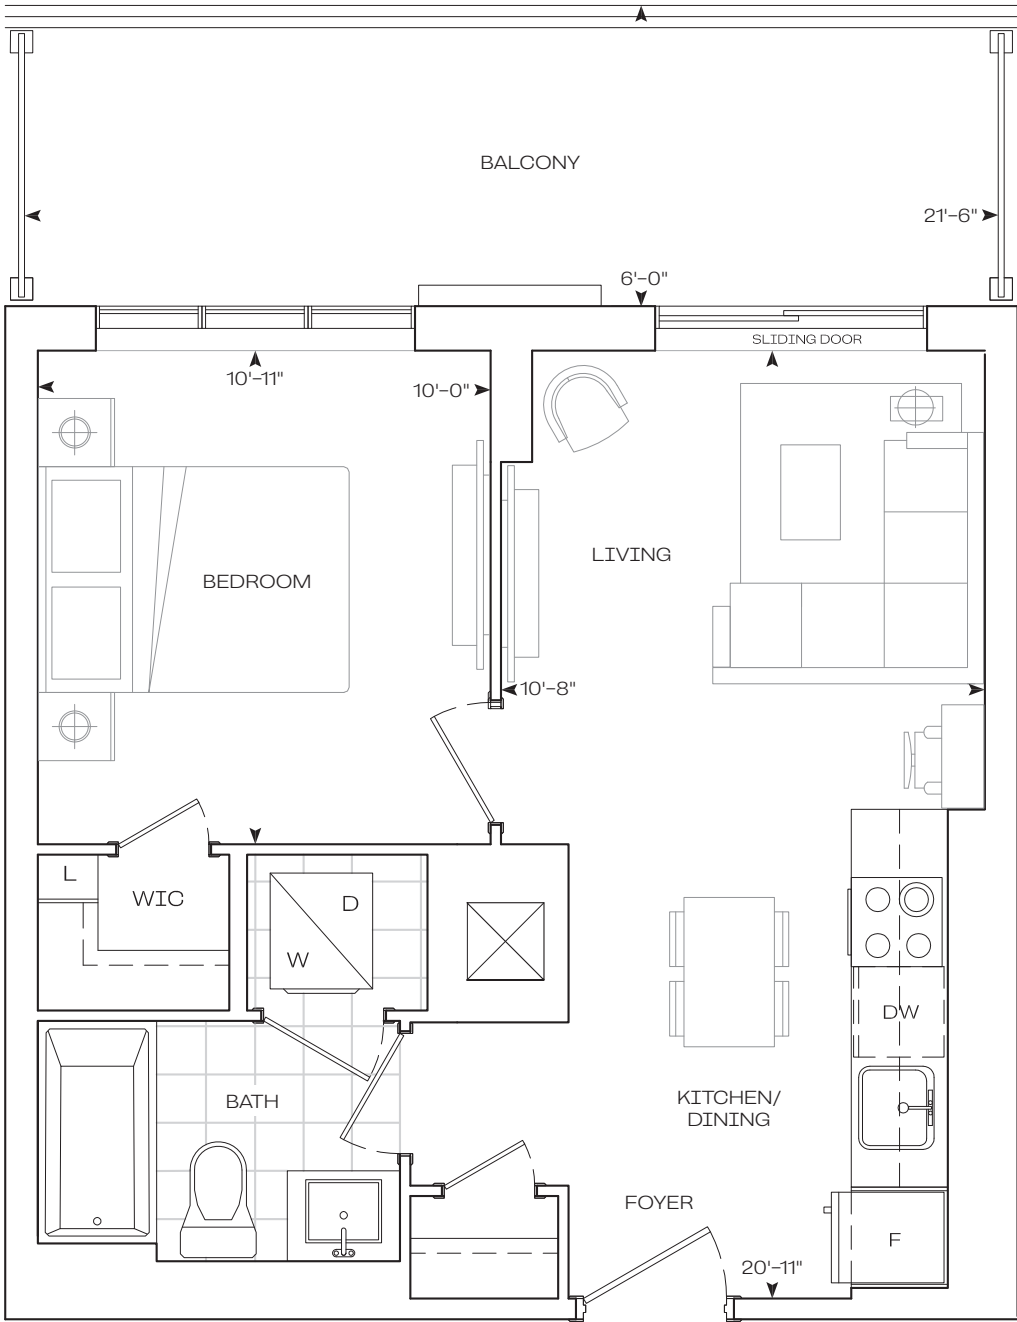 BALCONY
21'-6"
6'-0"
SLIDING DOOR
10'-11"
10'-0"
LIVING
BEDROOM
10'-8"
L
WIC
D
W
DW
BATH
KITCHEN/
DINING
FOYER
F
20'-11"